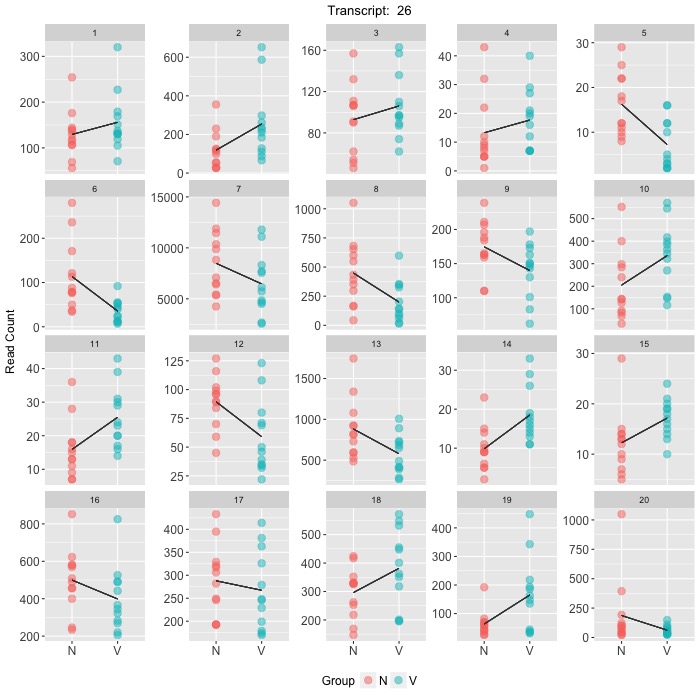 Transcript: 26
1 2 3 4 5
300 200 100
600 400 200 0
160 120 80
40 30 20 10 0
30 20 10
6 7 8 9 10
200 100 0
15000 10000 5000
1000 750 500 250 0
200 150 100
500 400 300 200 100
Read Count
11 12 13 14 15
40 30 20 10
125 100 75 50 25
1500 1000 500
30 20 10
30 20 10
16 17 18 19 20
800 600 400 200
400 350 300 250 200
500 400 300 200
400 300 200 100
1000 750 500 250 0
N V N V N V N V N V
Group N V